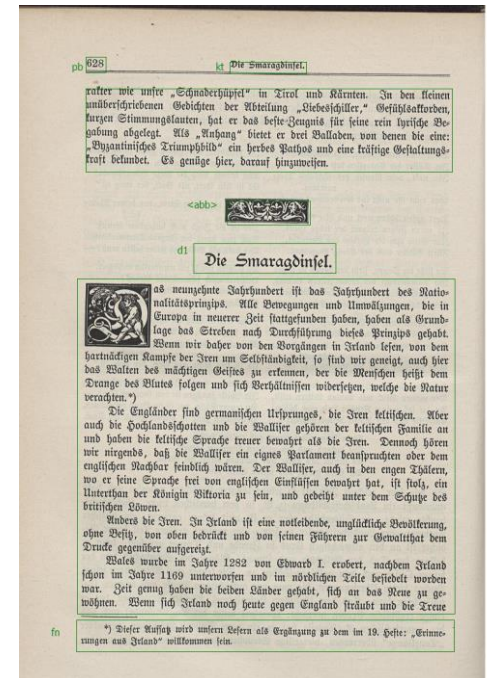 pb 628 kt Die Smaragdinsel.
rakter wie unsre „Schnaderhüpfel“ in Tirol und Kärnten. In den kleinen
unüberschriebenen Gedichten der Abteilung „Liebesschiller,“ Gefühlsakkorden,
kurzen Stimmungslauten, hat er das beste Zeugnis für seine rein lyrische Be-
gabung abgelegt. Als „Anhang“ bietet er drei Balladen, von denen die eine:
„Byzantinisches Triumphbild“ ein herbes Pathos und eine kräftige Gestaltungs-
kraft bekundet. Es genüge hier, darauf hinzuweisen.
<abb>
d1
Die Smaragdinsel.
Das neunzehnte Jahrhundert ist das Jahrhundert des Natio-
nalitätsprinzips. Alle Bewegungen und Umwälzungen, die in
Europa in neuerer Zeit stattgefunden haben, haben als Grund-
lage das Streben nach Durchführung dieses Prinzips gehabt.
Wenn wir daher von den Vorgängen in Irland lesen, von dem
hartnäckigen Kampfe der Iren um Selbständigkeit, so sind wir geneigt, auch hier
das Walten des mächtigen Geistes zu erkennen, der die Menschen heißt dem
Drange des Blutes folgen und sich Verhältnissen widersetzen, welche die Natur
verachten.*)
Die Engländer sind germanischen Ursprunges, die Iren keltischen. Aber
auch die Hochlandschotten und die Walliser gehören der keltischen Familie an
und haben die keltische Sprache treuer bewahrt als die Iren. Dennoch hören
wir nirgends, daß die Walliser ein eignes Parlament beanspruchten oder dem
englischen Nachbar feindlich wären. Der Walliser, auch in den engen Thälern,
wo er seine Sprache frei von englischen Einflüssen bewahrt hat, ist stolz, ein
Unterthan der Königin Viktoria zu sein, und gedeiht unter dem Schutze des
britischen Löwen.
Anders die Iren. In Irland ist eine notleidende, unglückliche Bevölkerung,
ohne Besitz, von oben bedrückt und von seinen Führern zur Gewaltthat dem
Drucke gegenüber aufgereizt.
Wales wurde im Jahre 1282 von Edward I. erobert, nachdem Irland
schon im Jahre 1169 unterworfen und im nördlichen Teile besiedelt worden
war. Zeit genug haben die beiden Länder gehabt, sich an das Neue zu ge-
wöhnen. Wenn sich Irland noch heute gegen England sträubt und die Treue
fn
*) Dieser Aufsatz wird unsern Lesern als Ergänzung zu dem im 19. Hefte: „Erinne-
rungen aus Irland“ willkommen sein.